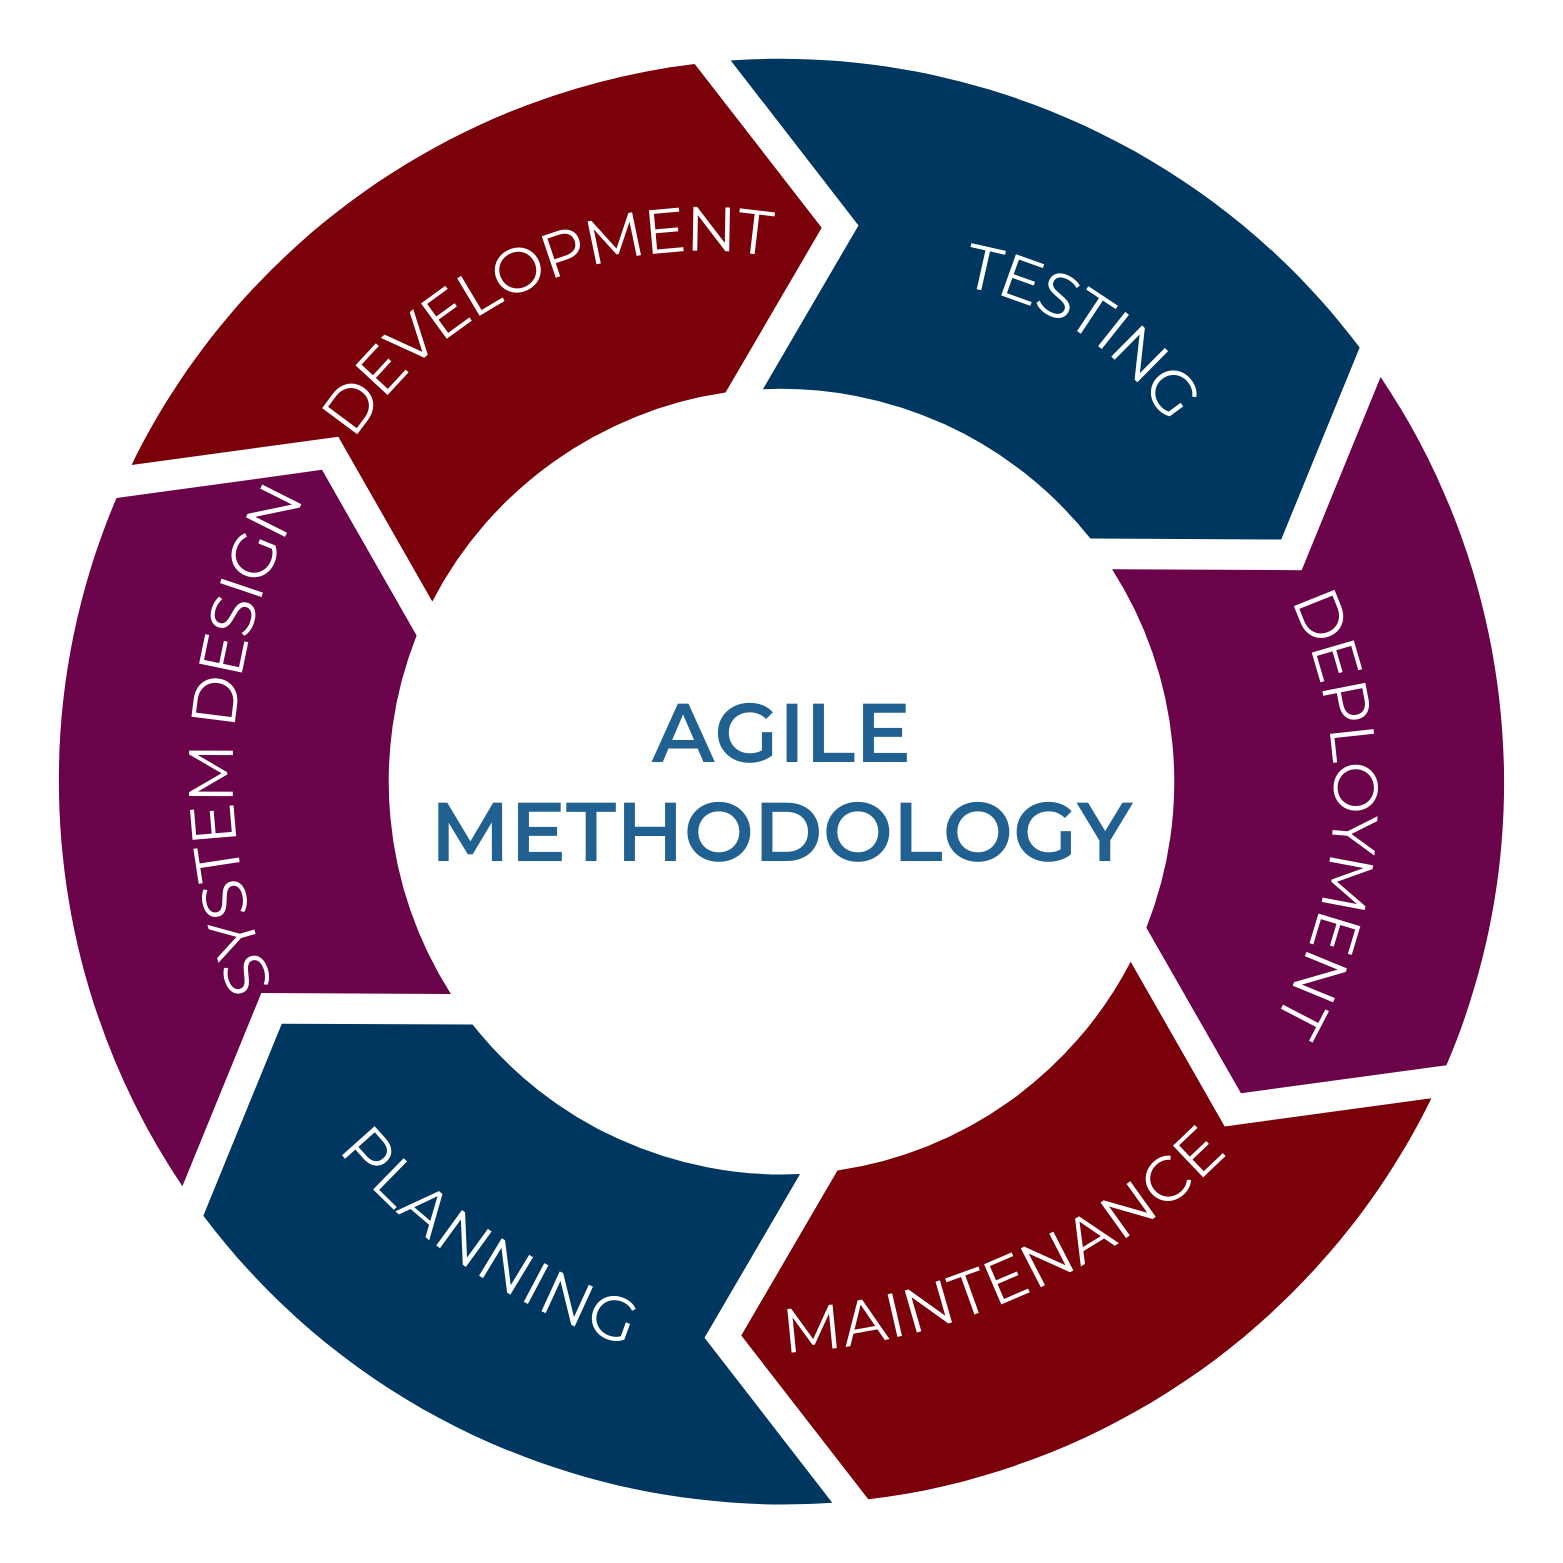 DEVELOPMENT
TESTING
SYSTEM DESIGN
DEPLOYMENT
AGILE
METHODOLOGY
PLANNING
MAINTENANCE